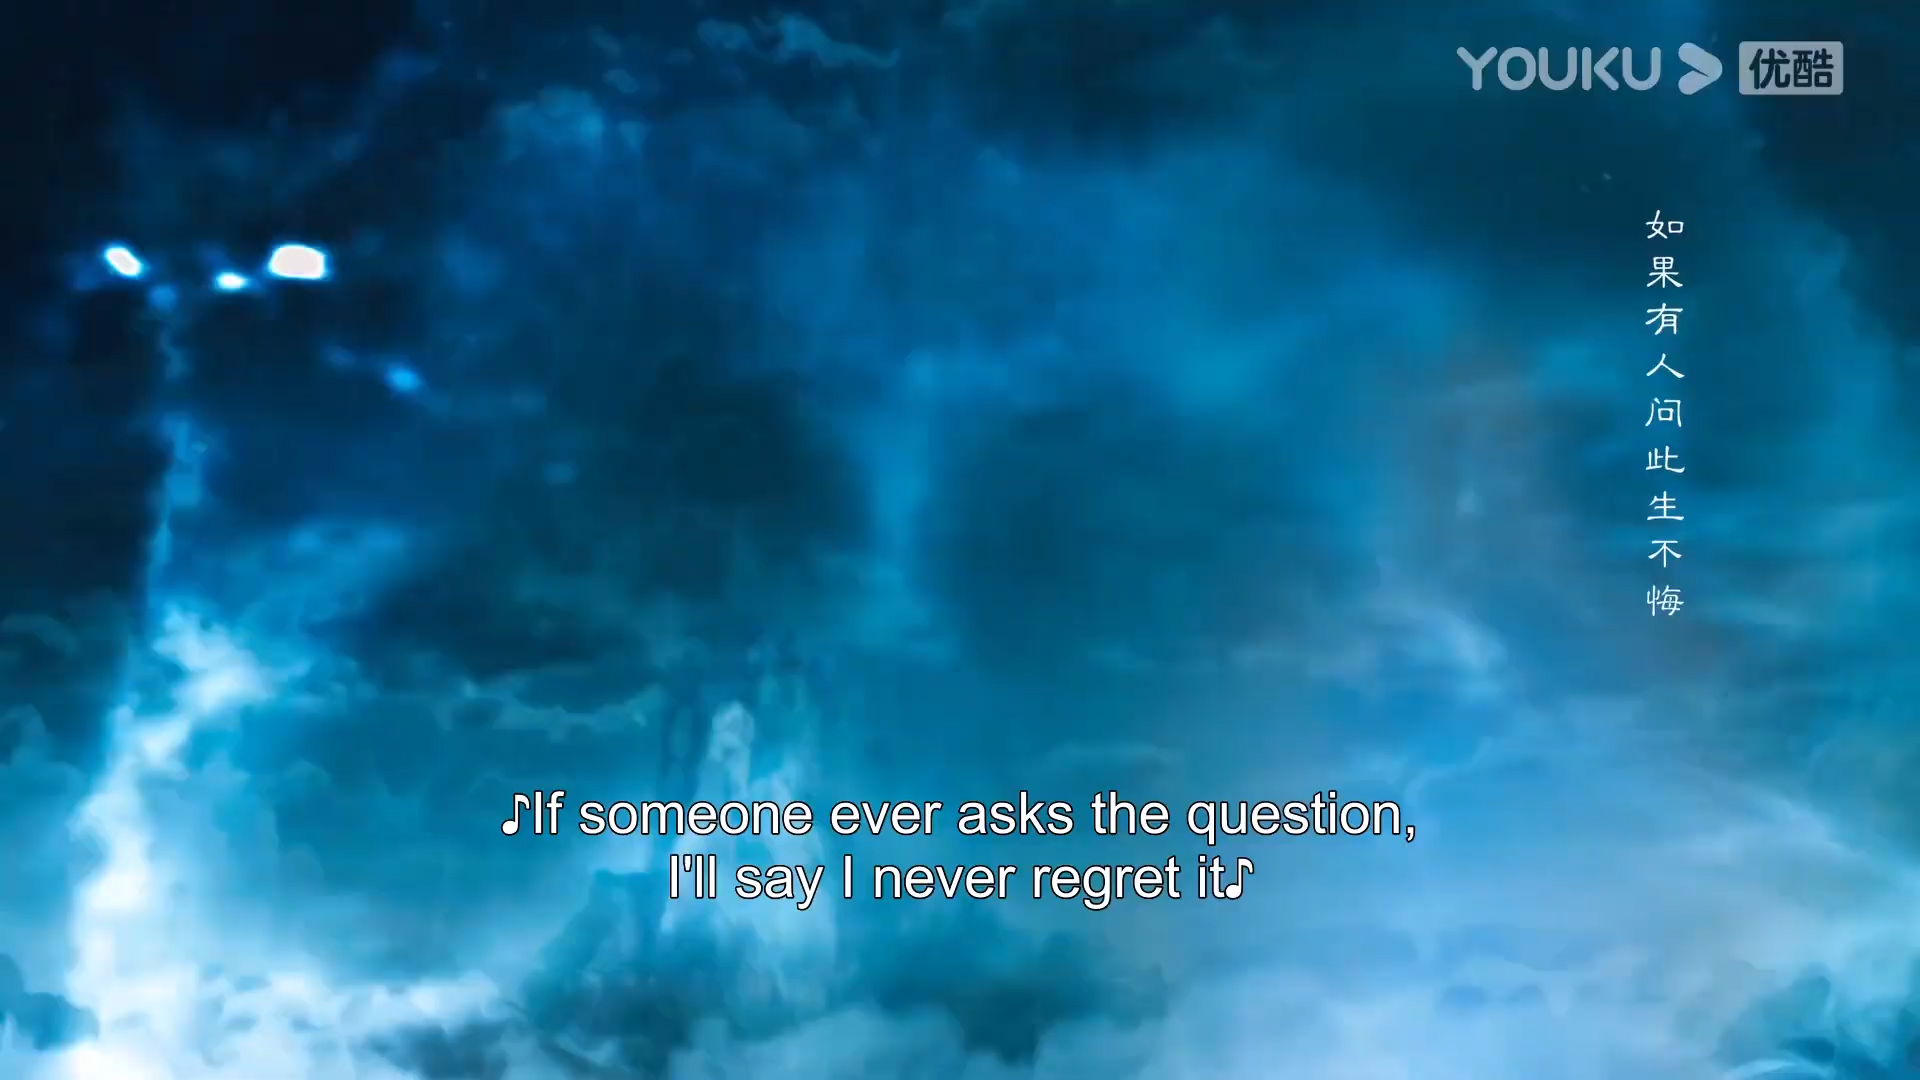 YOUKU 优酷
如果有人问此生不悔
♪If someone ever asks the question,
I'll say I never regret it♪